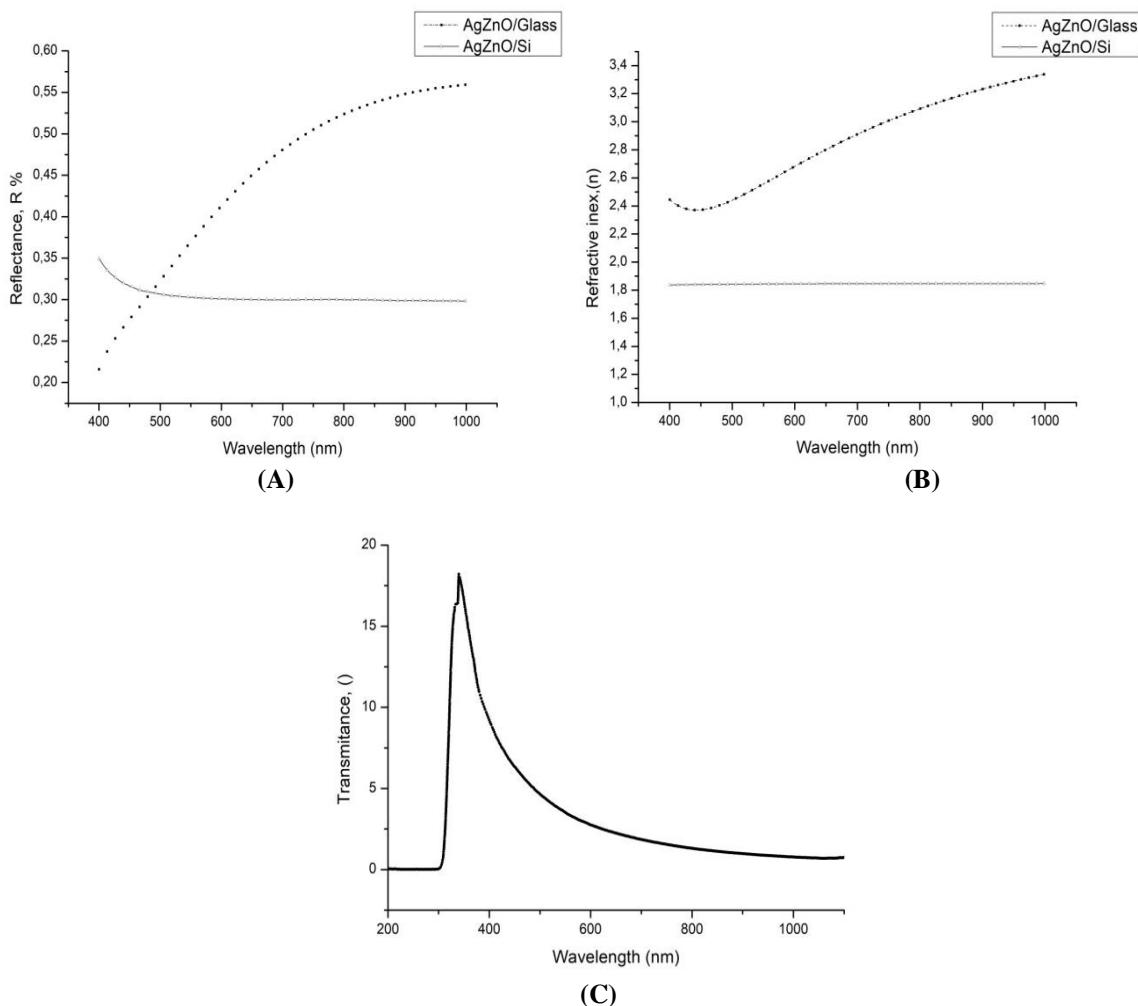 AgZnO/Glass
AgZnO/Si
0,60
0,55
0,50
0,45
0,40
0,35
0,30
0,25
0,20
Reflectance, R %
400 500 600 700 800 900 1000
Wavelength (nm)
(A)
AgZnO/Glass
AgZnO/Si
3,4
3,2
3,0
2,8
2,6
2,4
2,2
2,0
1,8
1,6
1,4
1,2
1,0
Refractive inex,(n)
400 500 600 700 800 900 1000
Wavelength (nm)
(B)
20
15
10
5
0
Transmitance, ()
200 400 600 800 1000
Wavelength (nm)
(C)